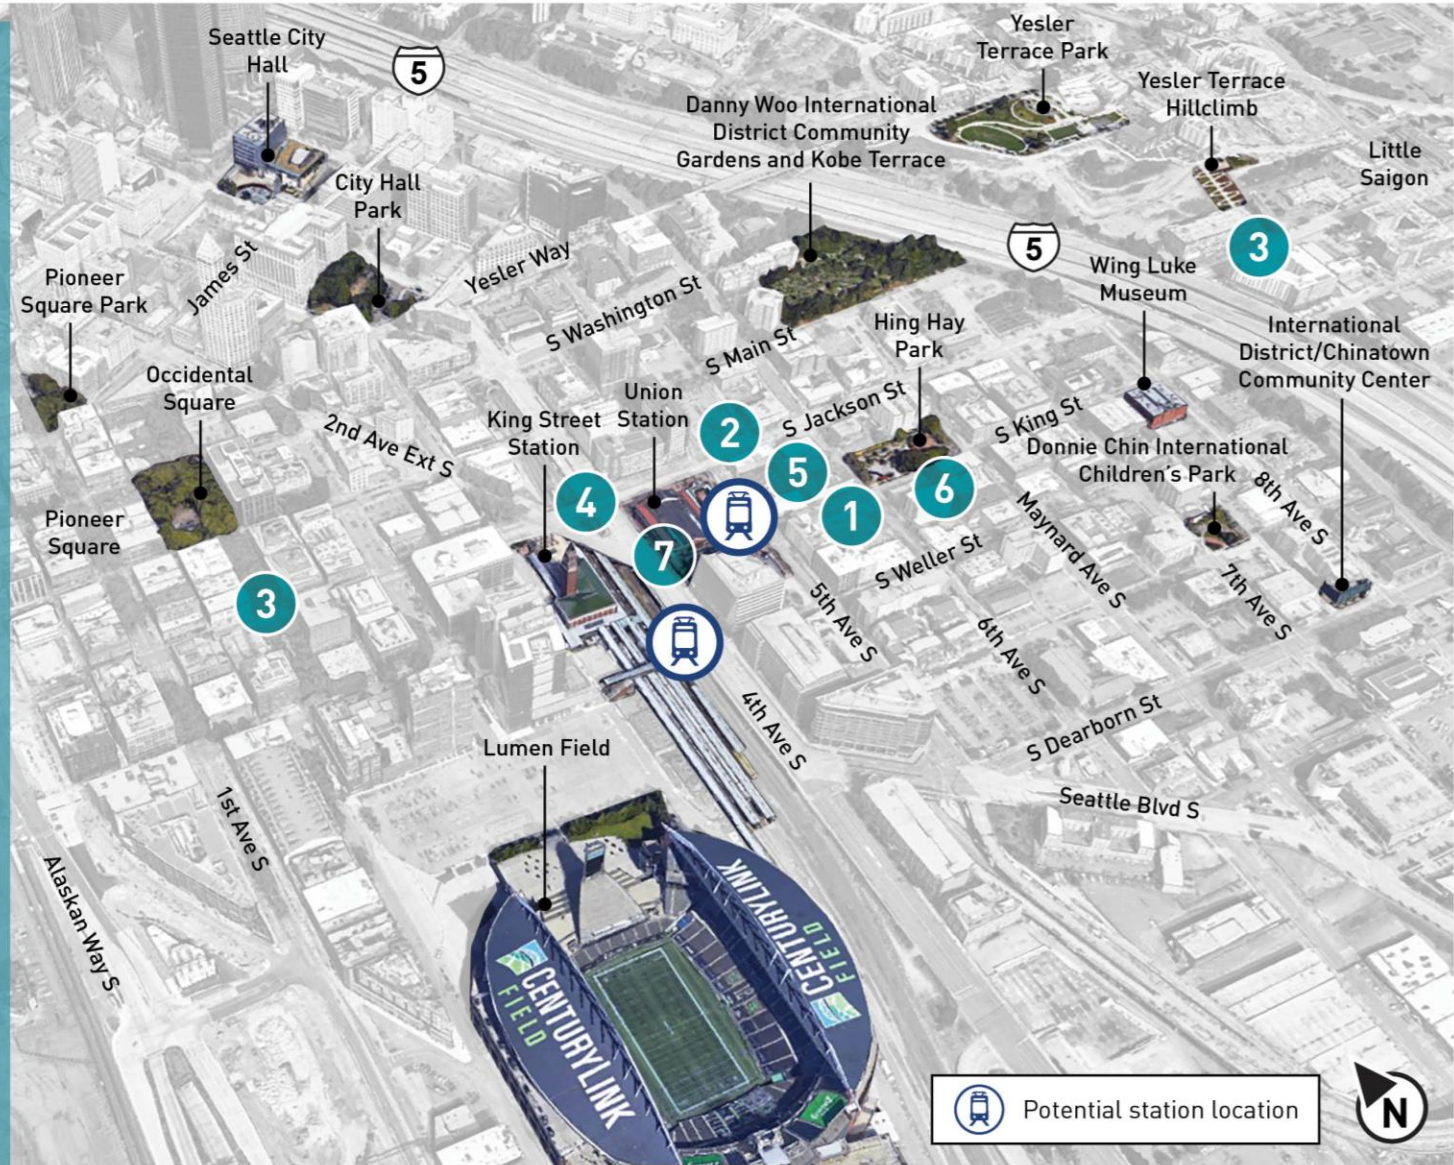 Seattle City
Hall
5
Yesler
Terrace Park
Yesler Terrace
Hillclimb
Danny Woo International
District Community
Gardens and Kobe Terrace
Little
Saigon
City Hall
Park
3
5
Pioneer
Square Park
James St
Yesler Way
Wing Luke
Museum
S Washington St
Hing Hay
Park
International
District/Chinatown
Community Center
S Main St
Occidental
Square
2nd Ave Ext S
King Street
Station
Union
Station
2
S Jackson St
S King St
Donnie Chin International
Children's Park
5
6
4
1
8th Ave S
Pioneer
Square
7
S Weller St
Maynard Ave S
3
5th Ave S
6th Ave S
7th Ave S
4th Ave S
S Dearborn St
Lumen Field
Seattle Blvd S
1st Ave S
Alaskan Way S
CENTURYLINK
FIELD
CENTURYLINK
FIELD
Potential station location
N